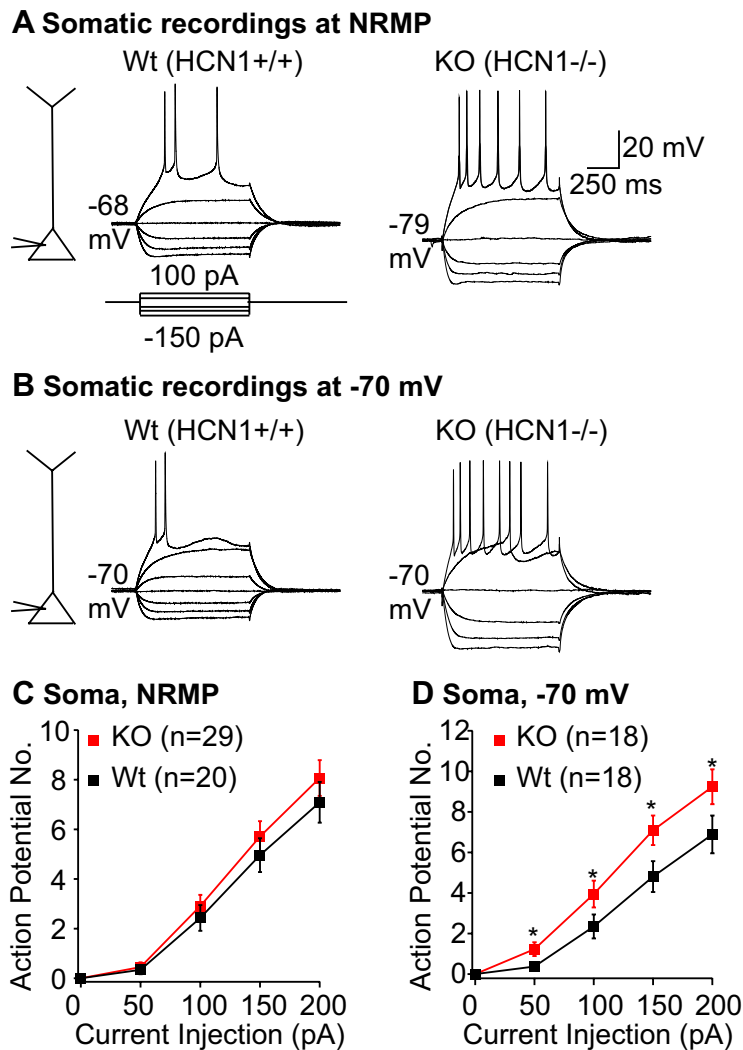 A Somatic recordings at NRMP
Wt (HCN1+/+)
KO (HCN1-/-)
20 mV
250 ms
-68
mV
-79
mV
100 pA
-150 pA
B Somatic recordings at -70 mV
Wt (HCN1+/+)
KO (HCN1-/-)
-70
mV
-70
mV
C Soma, NRMP
10
8
6
4
2
0
Action Potential No.
KO (n=29)
Wt (n=20)
0 50 100 150 200
Current Injection (pA)
D Soma, -70 mV
12
10
8
6
4
2
0
Action Potential No.
KO (n=18)
Wt (n=18)
* * * *
0 50 100 150 200
Current Injection (pA)